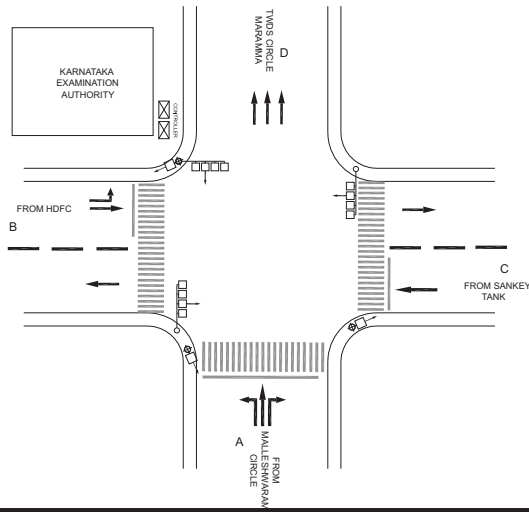 TWDS CIRCLE
MARAMMA
D
KARNATAKA
EXAMINATION
AUTHORITY
CONTROLLER
FROM HDFC
B
C
FROM SANKEY
TANK
A
FROM
MALLESHWARAM
CIRCLE